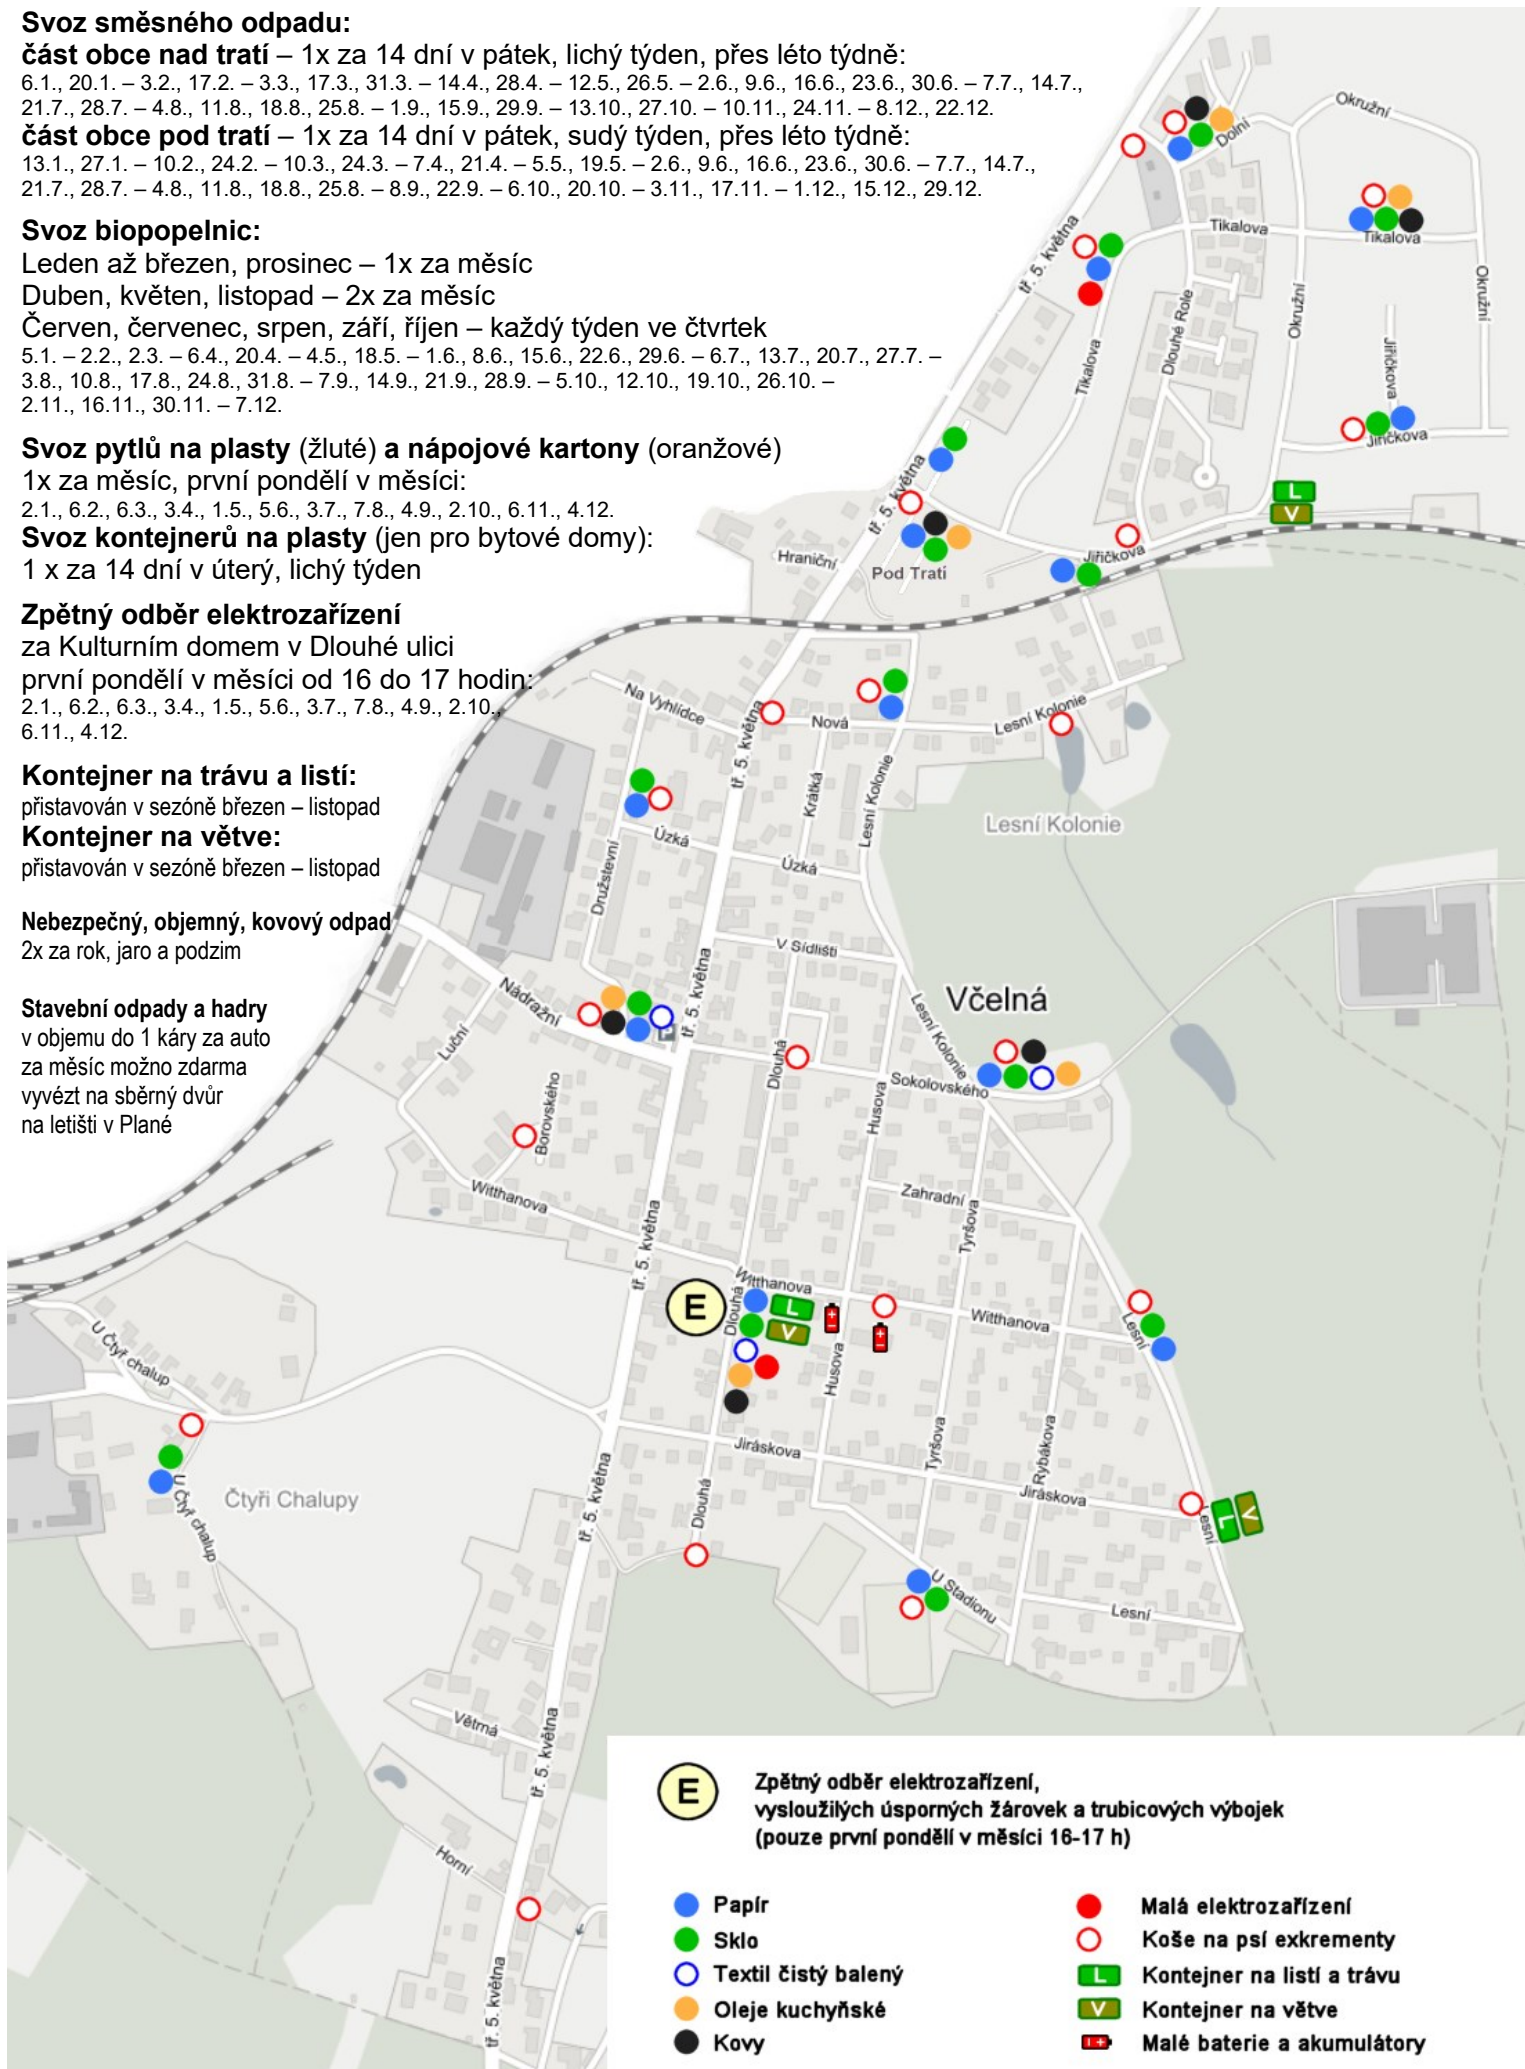 Svoz směsného odpadu:
část obce nad tratí – 1x za 14 dní v pátek, lichý týden, přes léto týdně:
6.1., 20.1. – 3.2., 17.2. – 3.3., 17.3., 31.3. – 14.4., 28.4. – 12.5., 26.5. – 2.6., 9.6., 16.6., 23.6., 30.6. – 7.7., 14.7.,
21.7., 28.7. – 4.8., 11.8., 18.8., 25.8. – 1.9., 15.9., 29.9. – 13.10., 27.10. – 10.11., 24.11. – 8.12., 22.12.
část obce pod tratí – 1x za 14 dní v pátek, sudý týden, přes léto týdně:
13.1., 27.1. – 10.2., 24.2. – 10.3., 24.3. – 7.4., 21.4. – 5.5., 19.5. – 2.6., 9.6., 16.6., 23.6., 30.6. – 7.7., 14.7.,
21.7., 28.7. – 4.8., 11.8., 18.8., 25.8. – 8.9., 22.9. – 6.10., 20.10. – 3.11., 17.11. – 1.12., 15.12., 29.12.
Svoz biopopelnic:
Leden až březen, prosinec – 1x za měsíc
Duben, květen, listopad – 2x za měsíc
Červen, červenec, srpen, září, říjen – každý týden ve čtvrtek
5.1. – 2.2., 2.3. – 6.4., 20.4. – 4.5., 18.5. – 1.6., 8.6., 15.6., 22.6., 29.6. – 6.7., 13.7., 20.7., 27.7. –
3.8., 10.8., 17.8., 24.8., 31.8. – 7.9., 14.9., 21.9., 28.9. – 5.10., 12.10., 19.10., 26.10. –
2.11., 16.11., 30.11. – 7.12.
Svoz pytlů na plasty (žluté) a nápojové kartony (oranžové)
1x za měsíc, první pondělí v měsíci:
2.1., 6.2., 6.3., 3.4., 1.5., 5.6., 3.7., 7.8., 4.9., 2.10., 6.11., 4.12.
Svoz kontejnerů na plasty (jen pro bytové domy):
1 x za 14 dní v úterý, lichý týden
Zpětný odběr elektrozařízení
za Kulturním domem v Dlouhé ulici
první pondělí v měsíci od 16 do 17 hodin:
2.1., 6.2., 6.3., 3.4., 1.5., 5.6., 3.7., 7.8., 4.9., 2.10.,
6.11., 4.12.
Kontejner na trávu a listí:
přistavován v sezóně březen – listopad
Kontejner na větve:
přistavován v sezóně březen – listopad
Nebezpečný, objemný, kovový odpad
2x za rok, jaro a podzim
Stavební odpady a hadry
v objemu do 1 káry za auto
za měsíc možno zdarma
vyvézt na sběrný dvůr
na letišti v Plané
Okružní
Dolní
Tikalova
Tikalova
tř. 5. května
Okružní
Okružní
Dlouhé Role
Tikalova
Jiřičkova
Jiřičkova
L
V
tř. 5. května
Hraniční
Pod Tratí
Jiřičkova
Na Vyhlídce
tř. 5. května
Nová
Lesní Kolonie
Krátká
Lesní Kolonie
Lesní Kolonie
Úzká
Úzká
Družstevní
V Sídlišti
tř. 5. května
Nádražní
P
Včelná
Lesní Kolonie
Luční
Dlouhá
Sokolovského
Husova
Borovského
Witthanova
Zahradní
Tyršova
tř. 5. května
Witthanova
E
Dlouhá
L
V
Witthanova
Lesní
Husova
U Čtyř chalup
Jiráskova
Tyršova
Rybákova
Jiráskova
U Čtyř chalup
Čtyři Chalupy
tř. 5. května
Dlouhá
Lesní
L
V
U Stadionu
Lesní
Větrná
tř. 5. května
Horní
tř. 5. května
E
Zpětný odběr elektrozařízení,
vysloužilých úsporných žárovek a trubicových výbojek
(pouze první pondělí v měsíci 16-17 h)
Papír
Sklo
Textil čistý balený
Oleje kuchyňské
Kovy
Malá elektrozařízení
Koše na psí exkrementy
L Kontejner na listí a trávu
V Kontejner na větve
Malé baterie a akumulátory